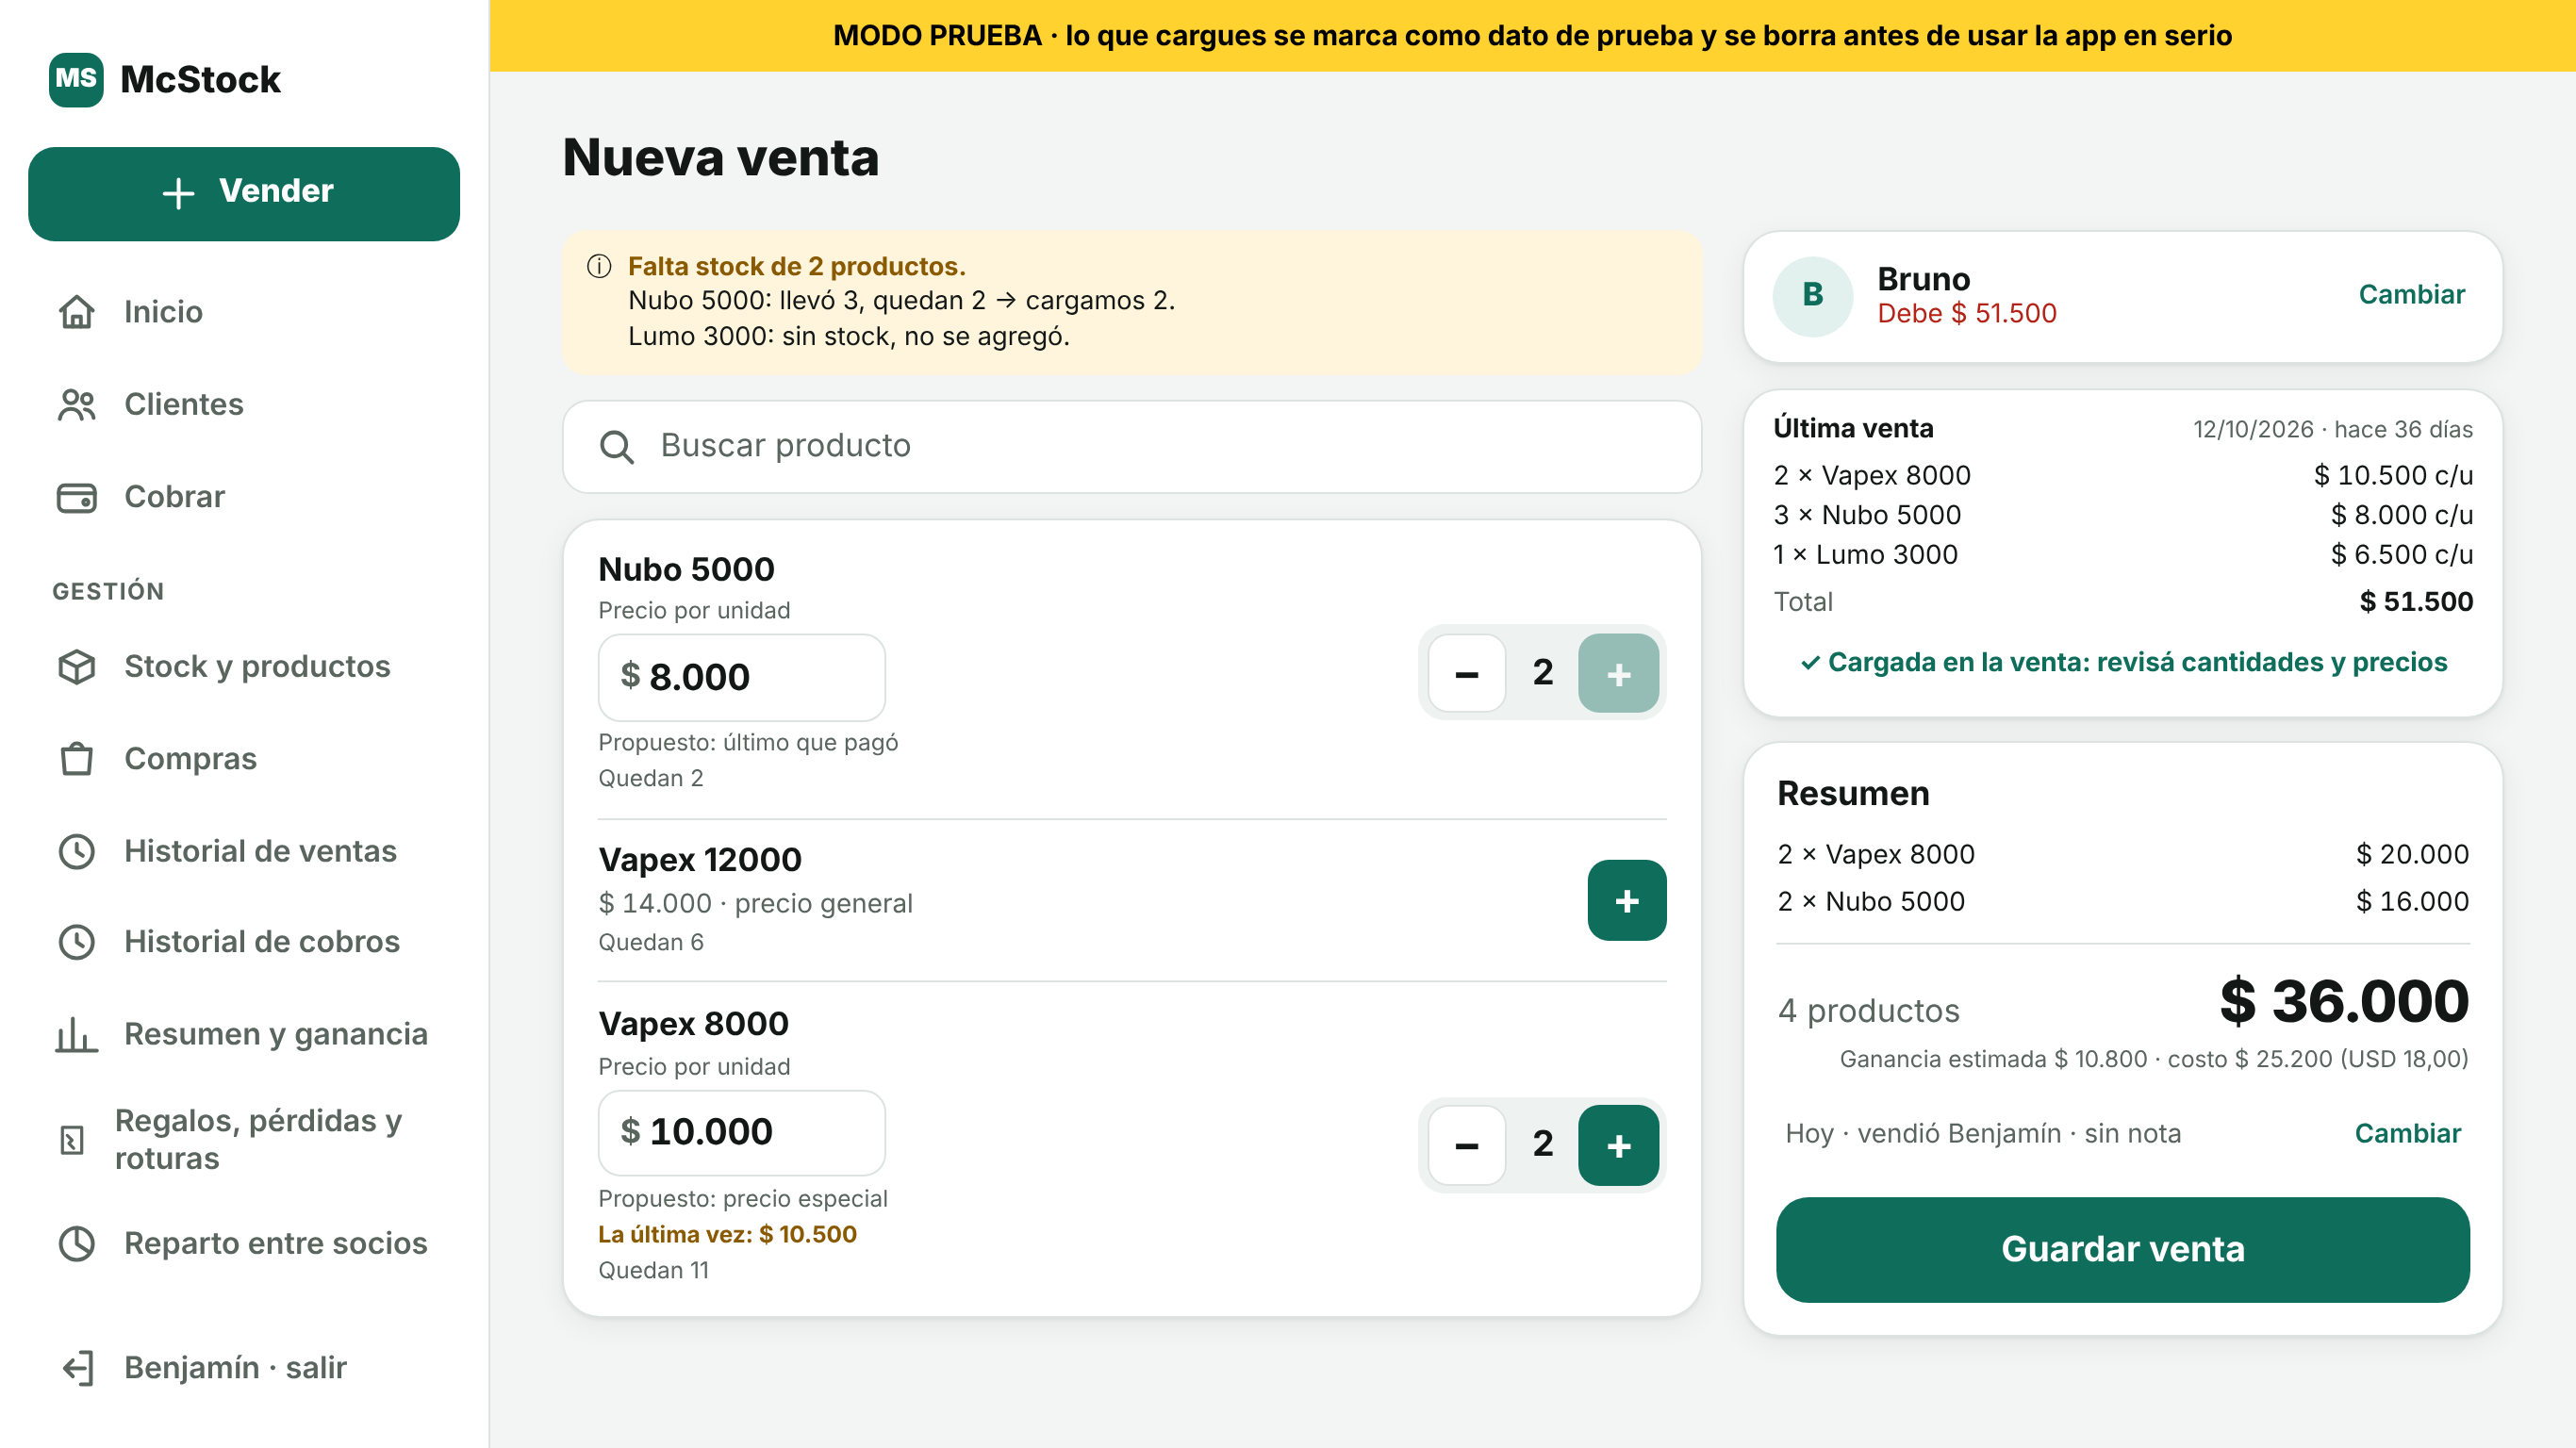 MS McStock
Vender
Inicio
Clientes
Cobrar
GESTIÓN
Stock y productos
Compras
Historial de ventas
Historial de cobros
Resumen y ganancia
Regalos, pérdidas y
roturas
Reparto entre socios
Benjamín · salir
MODO PRUEBA · lo que cargues se marca como dato de prueba y se borra antes de usar la app en serio
Nueva venta
Falta stock de 2 productos.
Nubo 5000: llevó 3, quedan 2 → cargamos 2.
Lumo 3000: sin stock, no se agregó.
Buscar producto
Nubo 5000
Precio por unidad
$ 8.000
− 2 +
Propuesto: último que pagó
Quedan 2
Vapex 12000
$ 14.000 · precio general
+
Quedan 6
Vapex 8000
Precio por unidad
$ 10.000
− 2 +
Propuesto: precio especial
La última vez: $ 10.500
Quedan 11
B
Bruno
Debe $ 51.500
Cambiar
Última venta 12/10/2026 · hace 36 días
2 × Vapex 8000 $ 10.500 c/u
3 × Nubo 5000 $ 8.000 c/u
1 × Lumo 3000 $ 6.500 c/u
Total $ 51.500
✓ Cargada en la venta: revisá cantidades y precios
Resumen
2 × Vapex 8000 $ 20.000
2 × Nubo 5000 $ 16.000
4 productos $ 36.000
Ganancia estimada $ 10.800 · costo $ 25.200 (USD 18,00)
Hoy · vendió Benjamín · sin nota Cambiar
Guardar venta